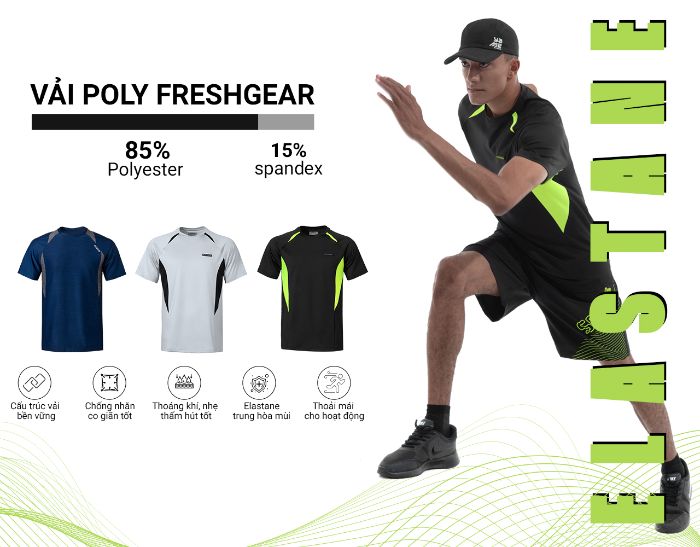 VẢI POLY FRESHGEAR
85%
Polyester
15%
spandex
Cấu trúc vải
bền vững
Chống nhăn
co giãn tốt
Thoáng khí, nhẹ
thấm hút tốt
Elastane
trung hòa mùi
Thoải mái
cho hoạt động
ELASTANE